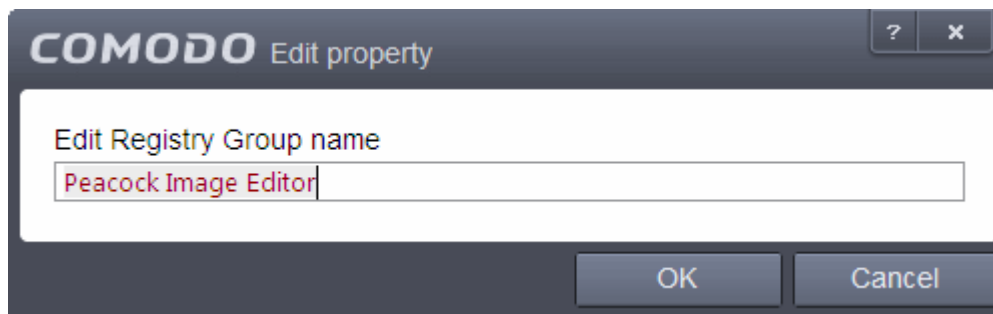 COMODO Edit property ? ×
Edit Registry Group name
Peacock Image Editor
OK Cancel